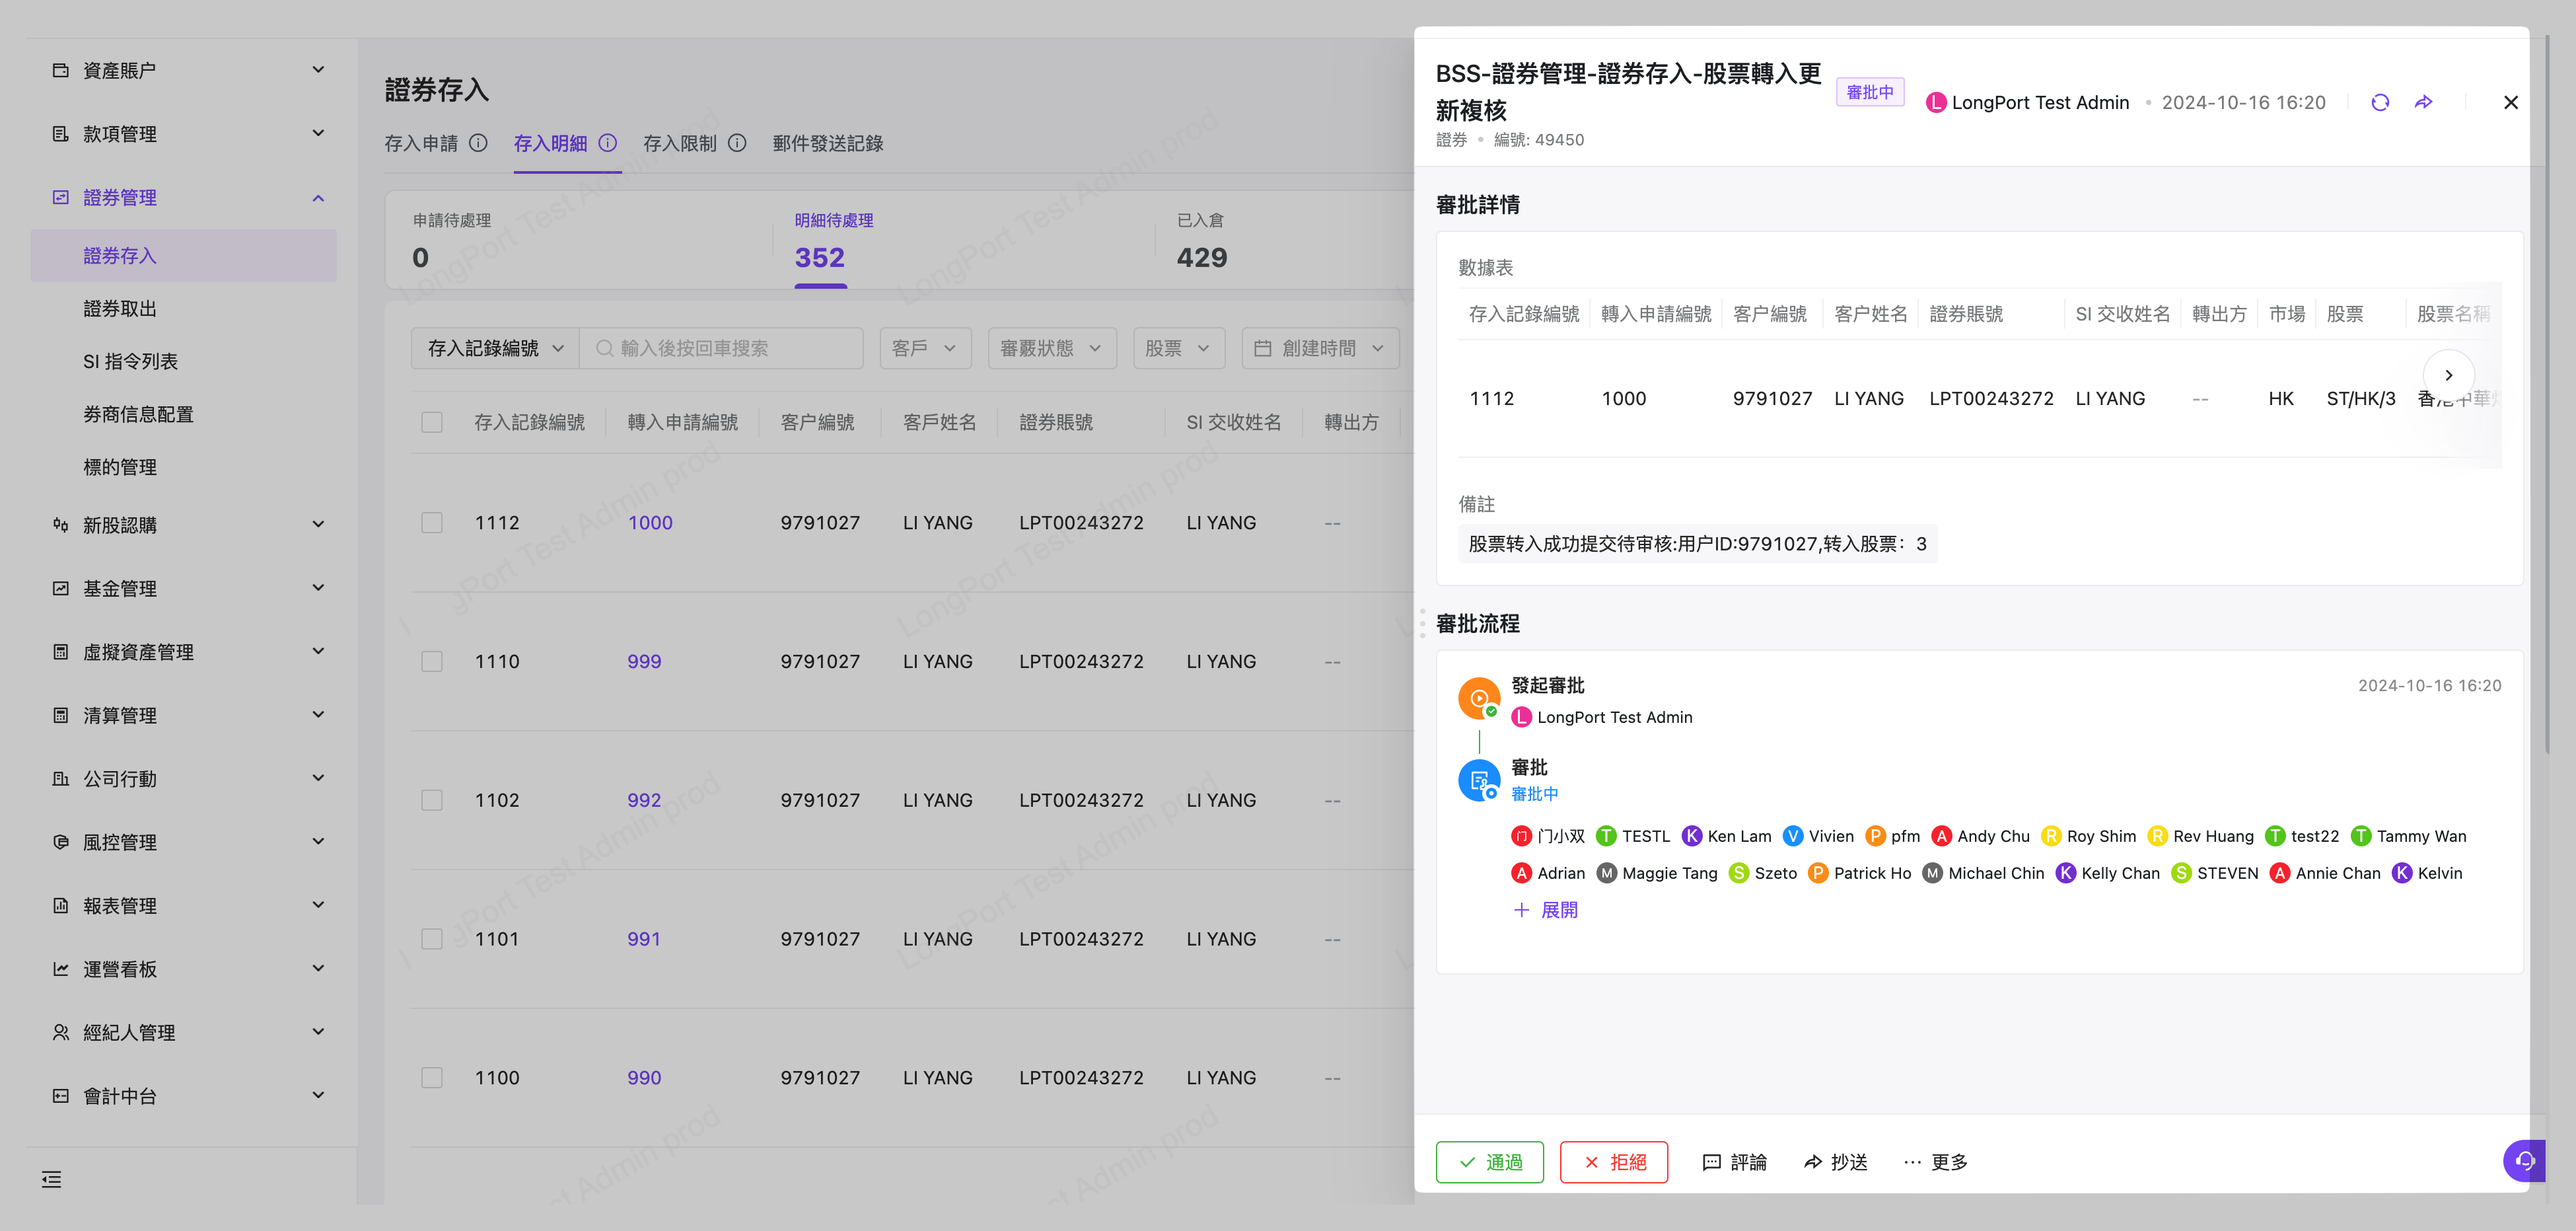 資產賬户
款項管理
證券管理
證券存入
證券取出
SI 指令列表
券商信息配置
標的管理
新股認購
基金管理
虛擬資產管理
清算管理
公司行動
風控管理
報表管理
運營看板
經紀人管理
會計中台
證券存入
存入申請 存入明細 存入限制 郵件發送記錄
申請待處理 明細待處理 已入倉
0 352 429
存入記錄編號 輸入後按回車搜索 客戶 審覈狀態 股票 創建時間
存入記錄編號 轉入申請編號 客户編號 客戶姓名 證券賬號 SI 交收姓名 轉出方
1112 1000 9791027 LI YANG LPT00243272 LI YANG --
1110 999 9791027 LI YANG LPT00243272 LI YANG --
1102 992 9791027 LI YANG LPT00243272 LI YANG --
1101 991 9791027 LI YANG LPT00243272 LI YANG --
1100 990 9791027 LI YANG LPT00243272 LI YANG --
LongPort Test Admin prod
BSS-證券管理-證券存入-股票轉入更
新複核
審批中
L LongPort Test Admin • 2024-10-16 16:20
證券 • 編號: 49450
審批詳情
數據表
存入記錄編號 轉入申請編號 客户編號 客户姓名 證券賬號 SI 交收姓名 轉出方 市場 股票 股票名稱
1112 1000 9791027 LI YANG LPT00243272 LI YANG -- HK ST/HK/3 香港中華
備註
股票转入成功提交待审核:用户ID:9791027,转入股票：3
審批流程
發起審批 2024-10-16 16:20
L LongPort Test Admin
審批
審批中
门 门小双 T TESTL K Ken Lam V Vivien P pfm A Andy Chu R Roy Shim R Rev Huang T test22 T Tammy Wan
A Adrian M Maggie Tang S Szeto P Patrick Ho M Michael Chin K Kelly Chan S STEVEN A Annie Chan K Kelvin
展開
通過 拒絕 評論 抄送 更多